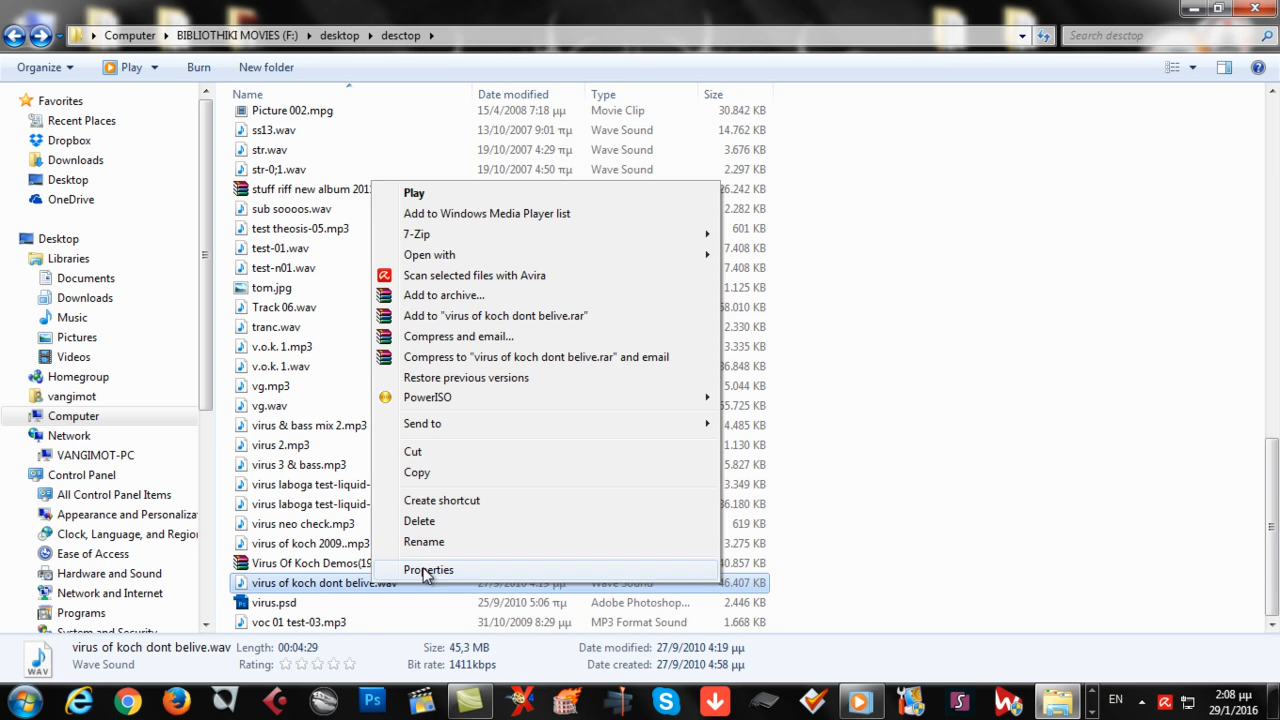 Computer ▸ BIBLIOTHIKI MOVIES (F:) ▸ desktop ▸ desctop ▸
Search desctop
Organize Play Burn New folder
Name Date modified Type Size
Favorites
Recent Places
Dropbox
Downloads
Desktop
OneDrive
Desktop
Libraries
Documents
Downloads
Music
Pictures
Videos
Homegroup
vangimot
Computer
Network
VANGIMOT-PC
Control Panel
All Control Panel Items
Appearance and Personaliza
Clock, Language, and Region
Ease of Access
Hardware and Sound
Network and Internet
Programs
System and Security
Picture 002.mpg 15/4/2008 7:18 μμ Movie Clip 30.842 KB
ss13.wav 13/10/2007 9:01 πμ Wave Sound 14.762 KB
str.wav 19/10/2007 4:29 πμ Wave Sound 3.676 KB
str-0;1.wav 19/10/2007 4:50 πμ Wave Sound 2.297 KB
stuff riff new album 201 26.242 KB
sub soooos.wav 2.282 KB
test theosis-05.mp3 601 KB
test-01.wav 7.408 KB
test-n01.wav 7.408 KB
tom.jpg 1.125 KB
Track 06.wav 58.010 KB
tranc.wav 2.330 KB
v.o.k. 1.mp3 3.335 KB
v.o.k. 1.wav 36.848 KB
vg.mp3 5.044 KB
vg.wav 55.725 KB
virus & bass mix 2.mp3 5.438 KB
virus 2.mp3 1.130 KB
virus 3 & bass.mp3 5.827 KB
virus laboga test-liquid- 46.349 KB
virus laboga test-liquid- 36.180 KB
virus neo check.mp3 619 KB
virus of koch 2009..mp3 3.275 KB
Virus Of Koch Demos(19 40.857 KB
virus of koch dont belive.wav 27/9/2010 4:19 μμ Wave Sound 46.407 KB
virus.psd 25/9/2010 5:06 πμ Adobe Photoshop... 2.446 KB
voc 01 test-03.mp3 31/10/2009 8:29 μμ MP3 Format Sound 1.668 KB
Play
Add to Windows Media Player list
7-Zip
Open with
Scan selected files with Avira
Add to archive...
Add to "virus of koch dont belive.rar"
Compress and email...
Compress to "virus of koch dont belive.rar" and email
Restore previous versions
PowerISO
Send to
Cut
Copy
Create shortcut
Delete
Rename
Properties
WAV
virus of koch dont belive.wav Length: 00:04:29 Size: 45,3 MB Date modified: 27/9/2010 4:19 μμ
Wave Sound Rating: Bit rate: 1411kbps Date created: 27/9/2010 4:58 μμ
Ps
EN
2:08 μμ
29/1/2016